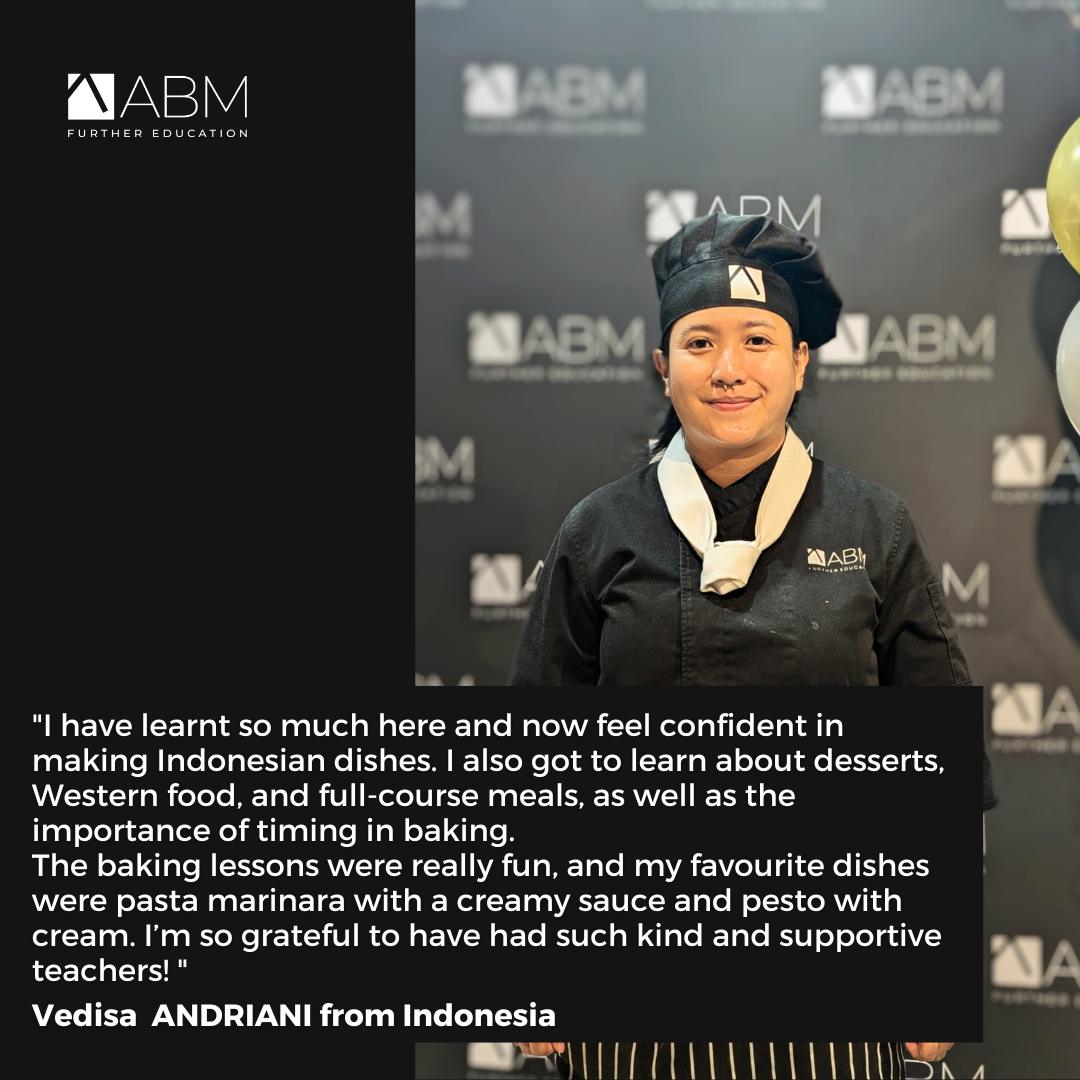 ABM
FURTHER EDUCATION
ABM
FURTHER EDUCATION
"I have learnt so much here and now feel confident in
making Indonesian dishes. I also got to learn about desserts,
Western food, and full-course meals, as well as the
importance of timing in baking.
The baking lessons were really fun, and my favourite dishes
were pasta marinara with a creamy sauce and pesto with
cream. I’m so grateful to have had such kind and supportive
teachers! "
Vedisa  ANDRIANI from Indonesia